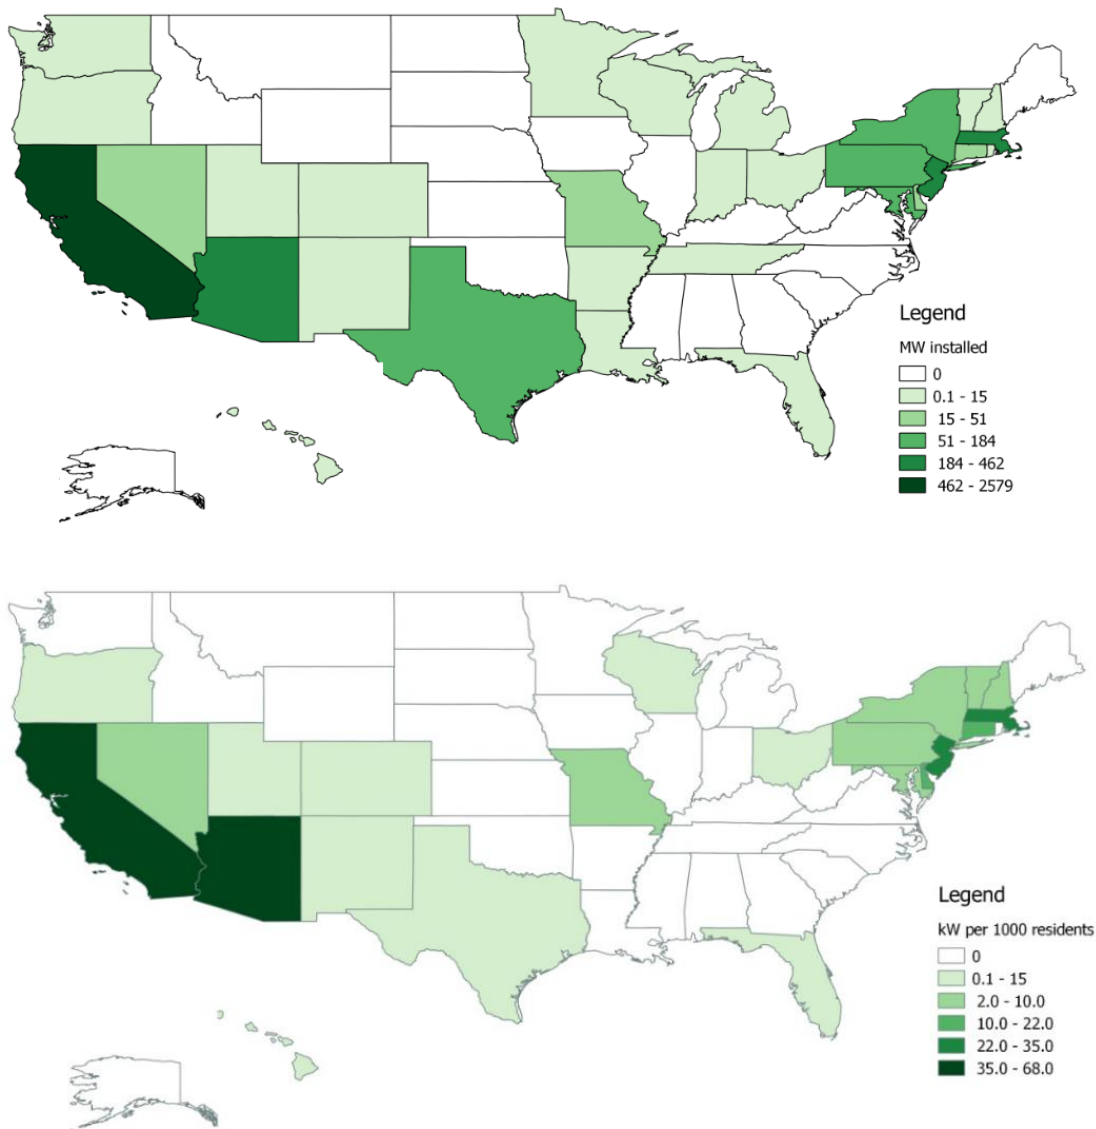 Legend
MW installed
0
0.1 - 15
15 - 51
51 - 184
184 - 462
462 - 2579
Legend
kW per 1000 residents
0
0.1 - 15
2.0 - 10.0
10.0 - 22.0
22.0 - 35.0
35.0 - 68.0